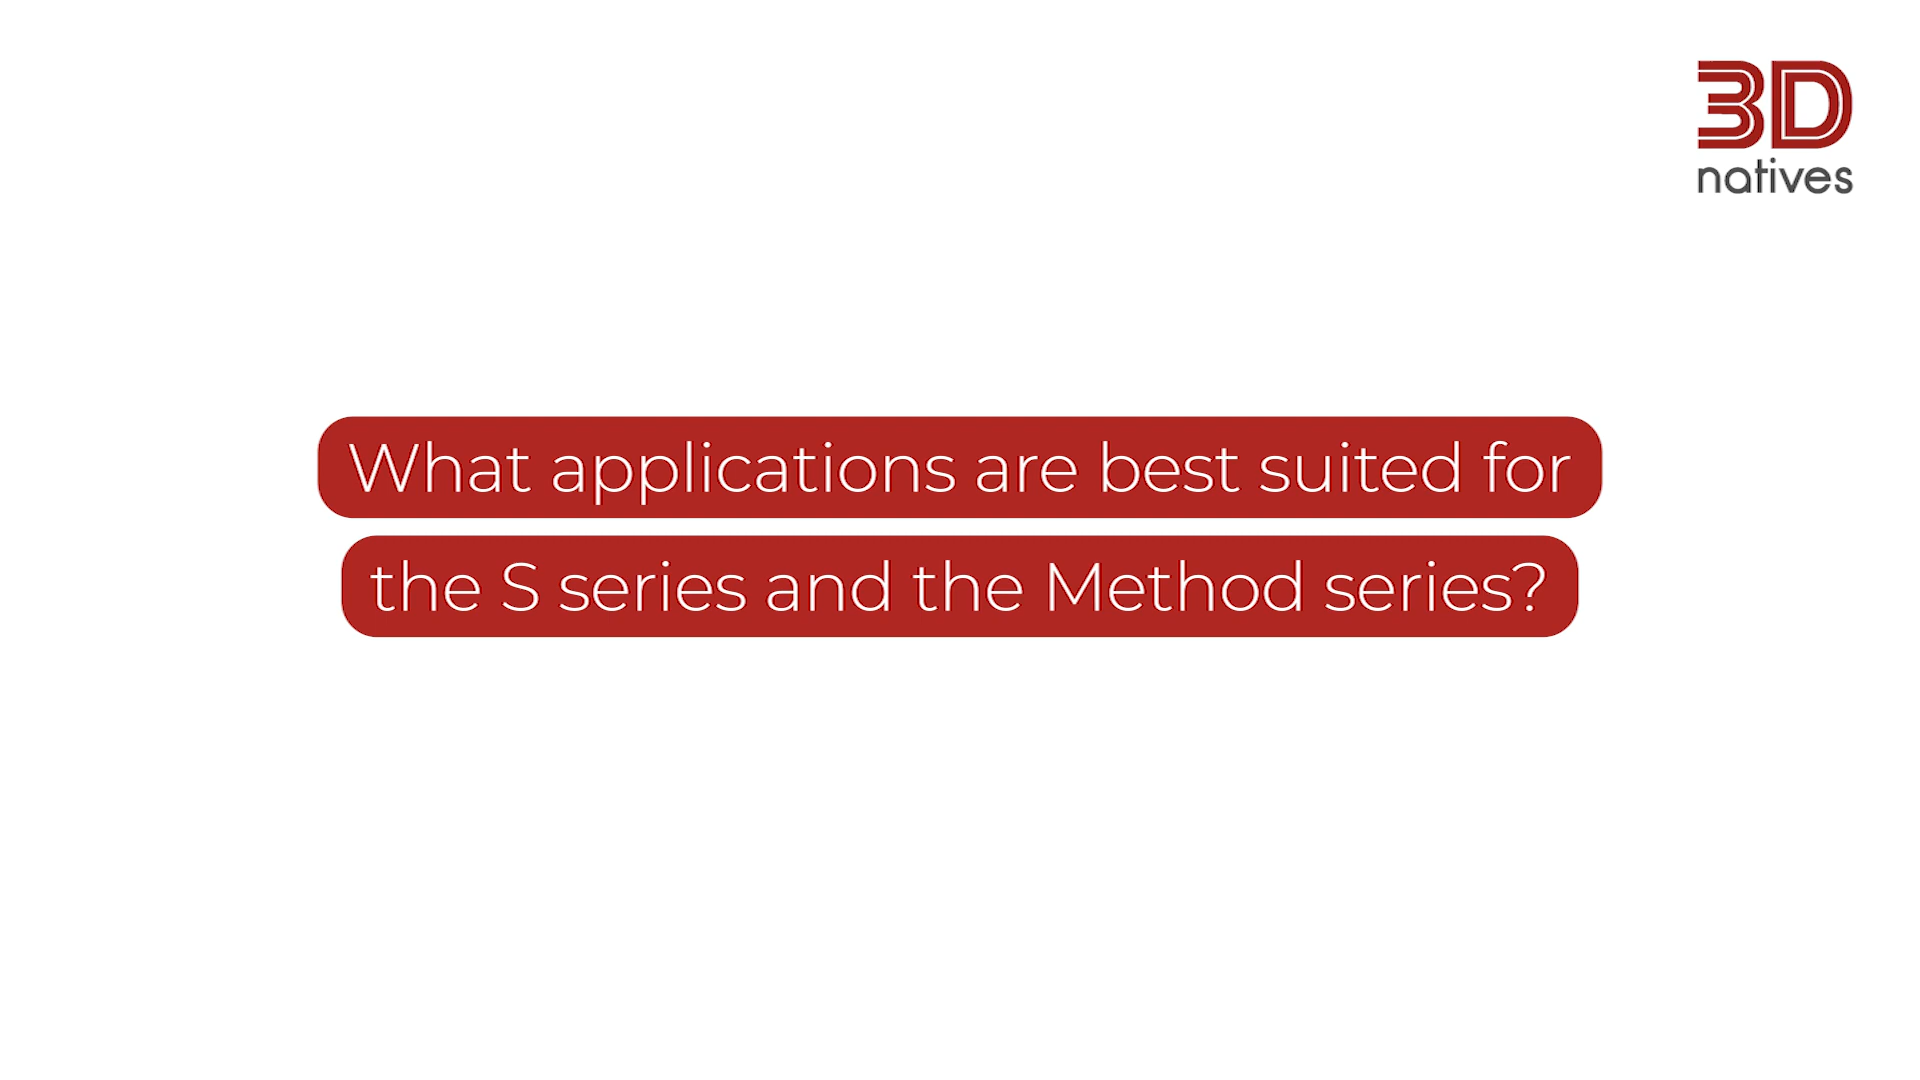 3D
natives
What applications are best suited for
the S series and the Method series?